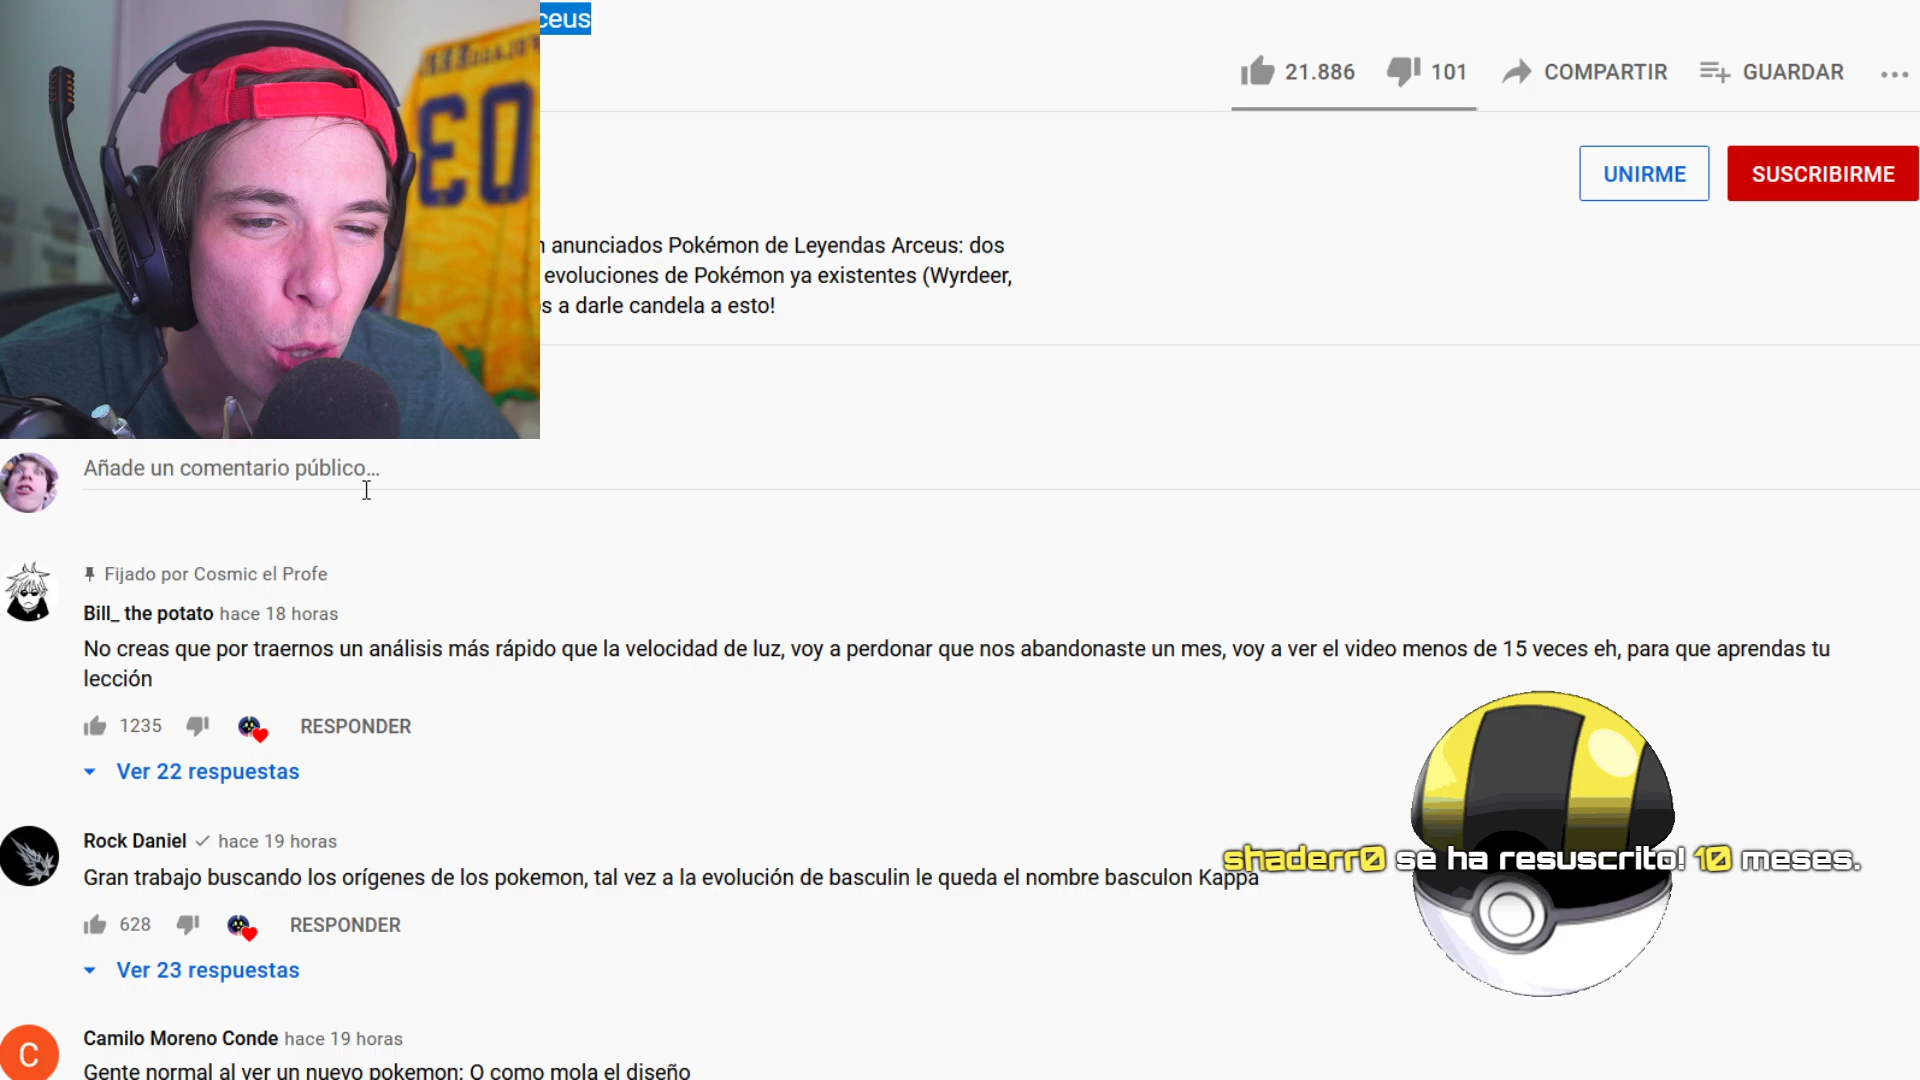 ceus
21.886
101
COMPARTIR
GUARDAR
UNIRME
SUSCRIBIRME
anunciados Pokémon de Leyendas Arceus: dos
evoluciones de Pokémon ya existentes (Wyrdeer,
s a darle candela a esto!
03
Añade un comentario público...
Fijado por Cosmic el Profe
Bill_ the potato hace 18 horas
No creas que por traernos un análisis más rápido que la velocidad de luz, voy a perdonar que nos abandonaste un mes, voy a ver el video menos de 15 veces eh, para que aprendas tu
lección
1235
RESPONDER
Ver 22 respuestas
Rock Daniel hace 19 horas
Gran trabajo buscando los orígenes de los pokemon, tal vez a la evolución de basculin le queda el nombre basculon Kappa
shaderr0 se ha resuscrito! 10 meses.
628
RESPONDER
Ver 23 respuestas
C
Camilo Moreno Conde hace 19 horas
Gente normal al ver un nuevo pokemon: O como mola el diseño